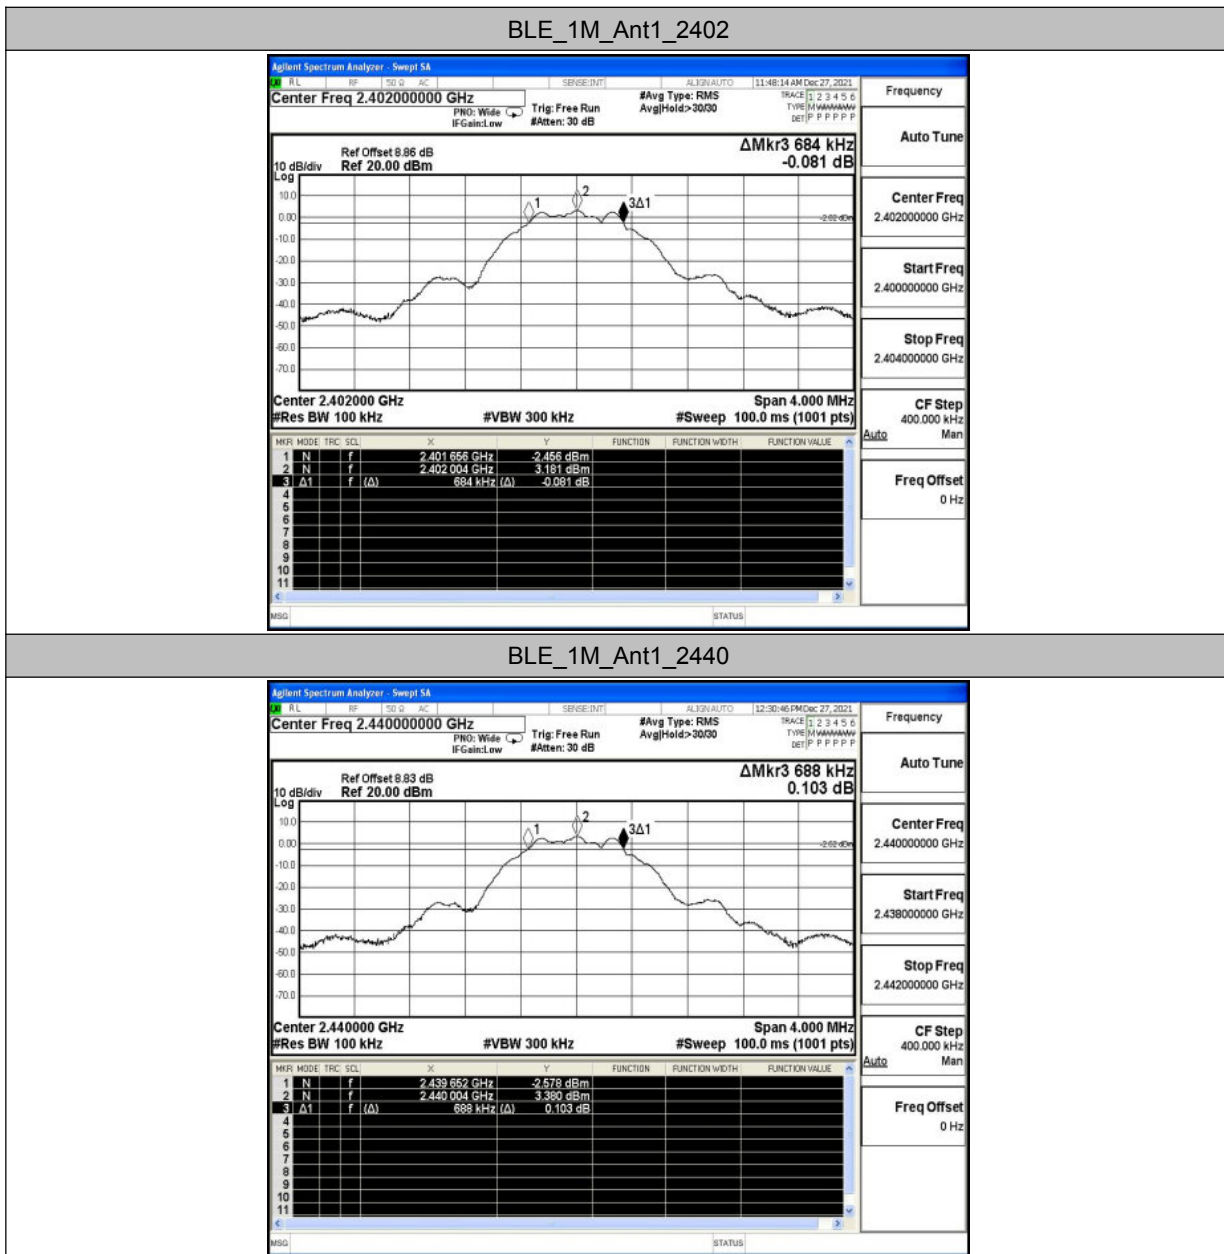 BLE_1M_Ant1_2402
Agilent Spectrum Analyzer - Swept SA
RL RF 50 Ω AC SENSE:INT ALIGNAUTO 11:48:14 AM Dec 27, 2021
Center Freq 2.402000000 GHz #Avg Type: RMS TRACE 1 2 3 4 5 6 Frequency
PNO: Wide Trig: Free Run Avg|Hold:>30/30 TYPE M
IFGain:Low #Atten: 30 dB DET P P P P P P
Auto Tune
ΔMkr3 684 kHz
Ref Offset 8.86 dB -0.081 dB
10 dB/div Ref 20.00 dBm
Log
10.0
0.00
-10.0
-20.0
-30.0
-40.0
-50.0
-60.0
-70.0
1
2
3Δ1
Center Freq
2.402000000 GHz
Start Freq
2.400000000 GHz
Stop Freq
2.404000000 GHz
Center 2.402000 GHz Span 4.000 MHz
#Res BW 100 kHz #VBW 300 kHz #Sweep 100.0 ms (1001 pts)
CF Step
400.000 kHz
Auto Man
MKR MODE TRC SCL X Y FUNCTION FUNCTION WIDTH FUNCTION VALUE
1 N f 2.401 656 GHz -2.456 dBm
2 N f 2.402 004 GHz 3.181 dBm
3 Δ1 f (Δ) 684 kHz (Δ) -0.081 dB
4
5
6
7
8
9
10
11
Freq Offset
0 Hz
MSG STATUS
BLE_1M_Ant1_2440
Agilent Spectrum Analyzer - Swept SA
RL RF 50 Ω AC SENSE:INT ALIGNAUTO 12:30:46 PM Dec 27, 2021
Center Freq 2.440000000 GHz #Avg Type: RMS TRACE 1 2 3 4 5 6 Frequency
PNO: Wide Trig: Free Run Avg|Hold:>30/30 TYPE M
IFGain:Low #Atten: 30 dB DET P P P P P P
Auto Tune
ΔMkr3 688 kHz
Ref Offset 8.83 dB 0.103 dB
10 dB/div Ref 20.00 dBm
Log
10.0
0.00
-10.0
-20.0
-30.0
-40.0
-50.0
-60.0
-70.0
1
2
3Δ1
Center Freq
2.440000000 GHz
Start Freq
2.438000000 GHz
Stop Freq
2.442000000 GHz
Center 2.440000 GHz Span 4.000 MHz
#Res BW 100 kHz #VBW 300 kHz #Sweep 100.0 ms (1001 pts)
CF Step
400.000 kHz
Auto Man
MKR MODE TRC SCL X Y FUNCTION FUNCTION WIDTH FUNCTION VALUE
1 N f 2.439 652 GHz -2.578 dBm
2 N f 2.440 004 GHz 3.380 dBm
3 Δ1 f (Δ) 688 kHz (Δ) 0.103 dB
4
5
6
7
8
9
10
11
Freq Offset
0 Hz
MSG STATUS